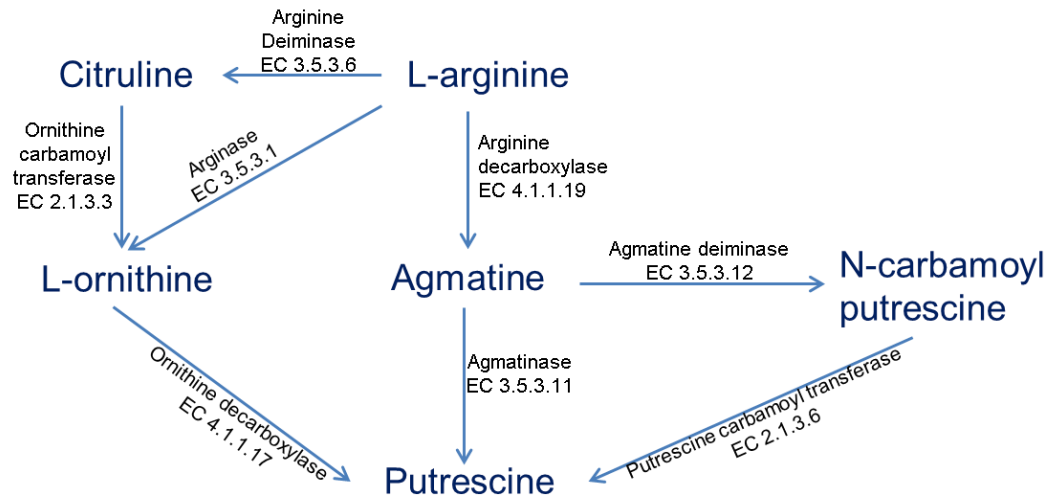 Arginine
Deiminase
EC 3.5.3.6
Citruline
L-arginine
Ornithine
carbamoyl
transferase
EC 2.1.3.3
Arginase
EC 3.5.3.1
Arginine
decarboxylase
EC 4.1.1.19
L-ornithine
Agmatine
Agmatine deiminase
EC 3.5.3.12
N-carbamoyl
putrescine
Ornithine decarboxylase
EC 4.1.1.17
Agmatinase
EC 3.5.3.11
Putrescine carbamoyl transferase
EC 2.1.3.6
Putrescine